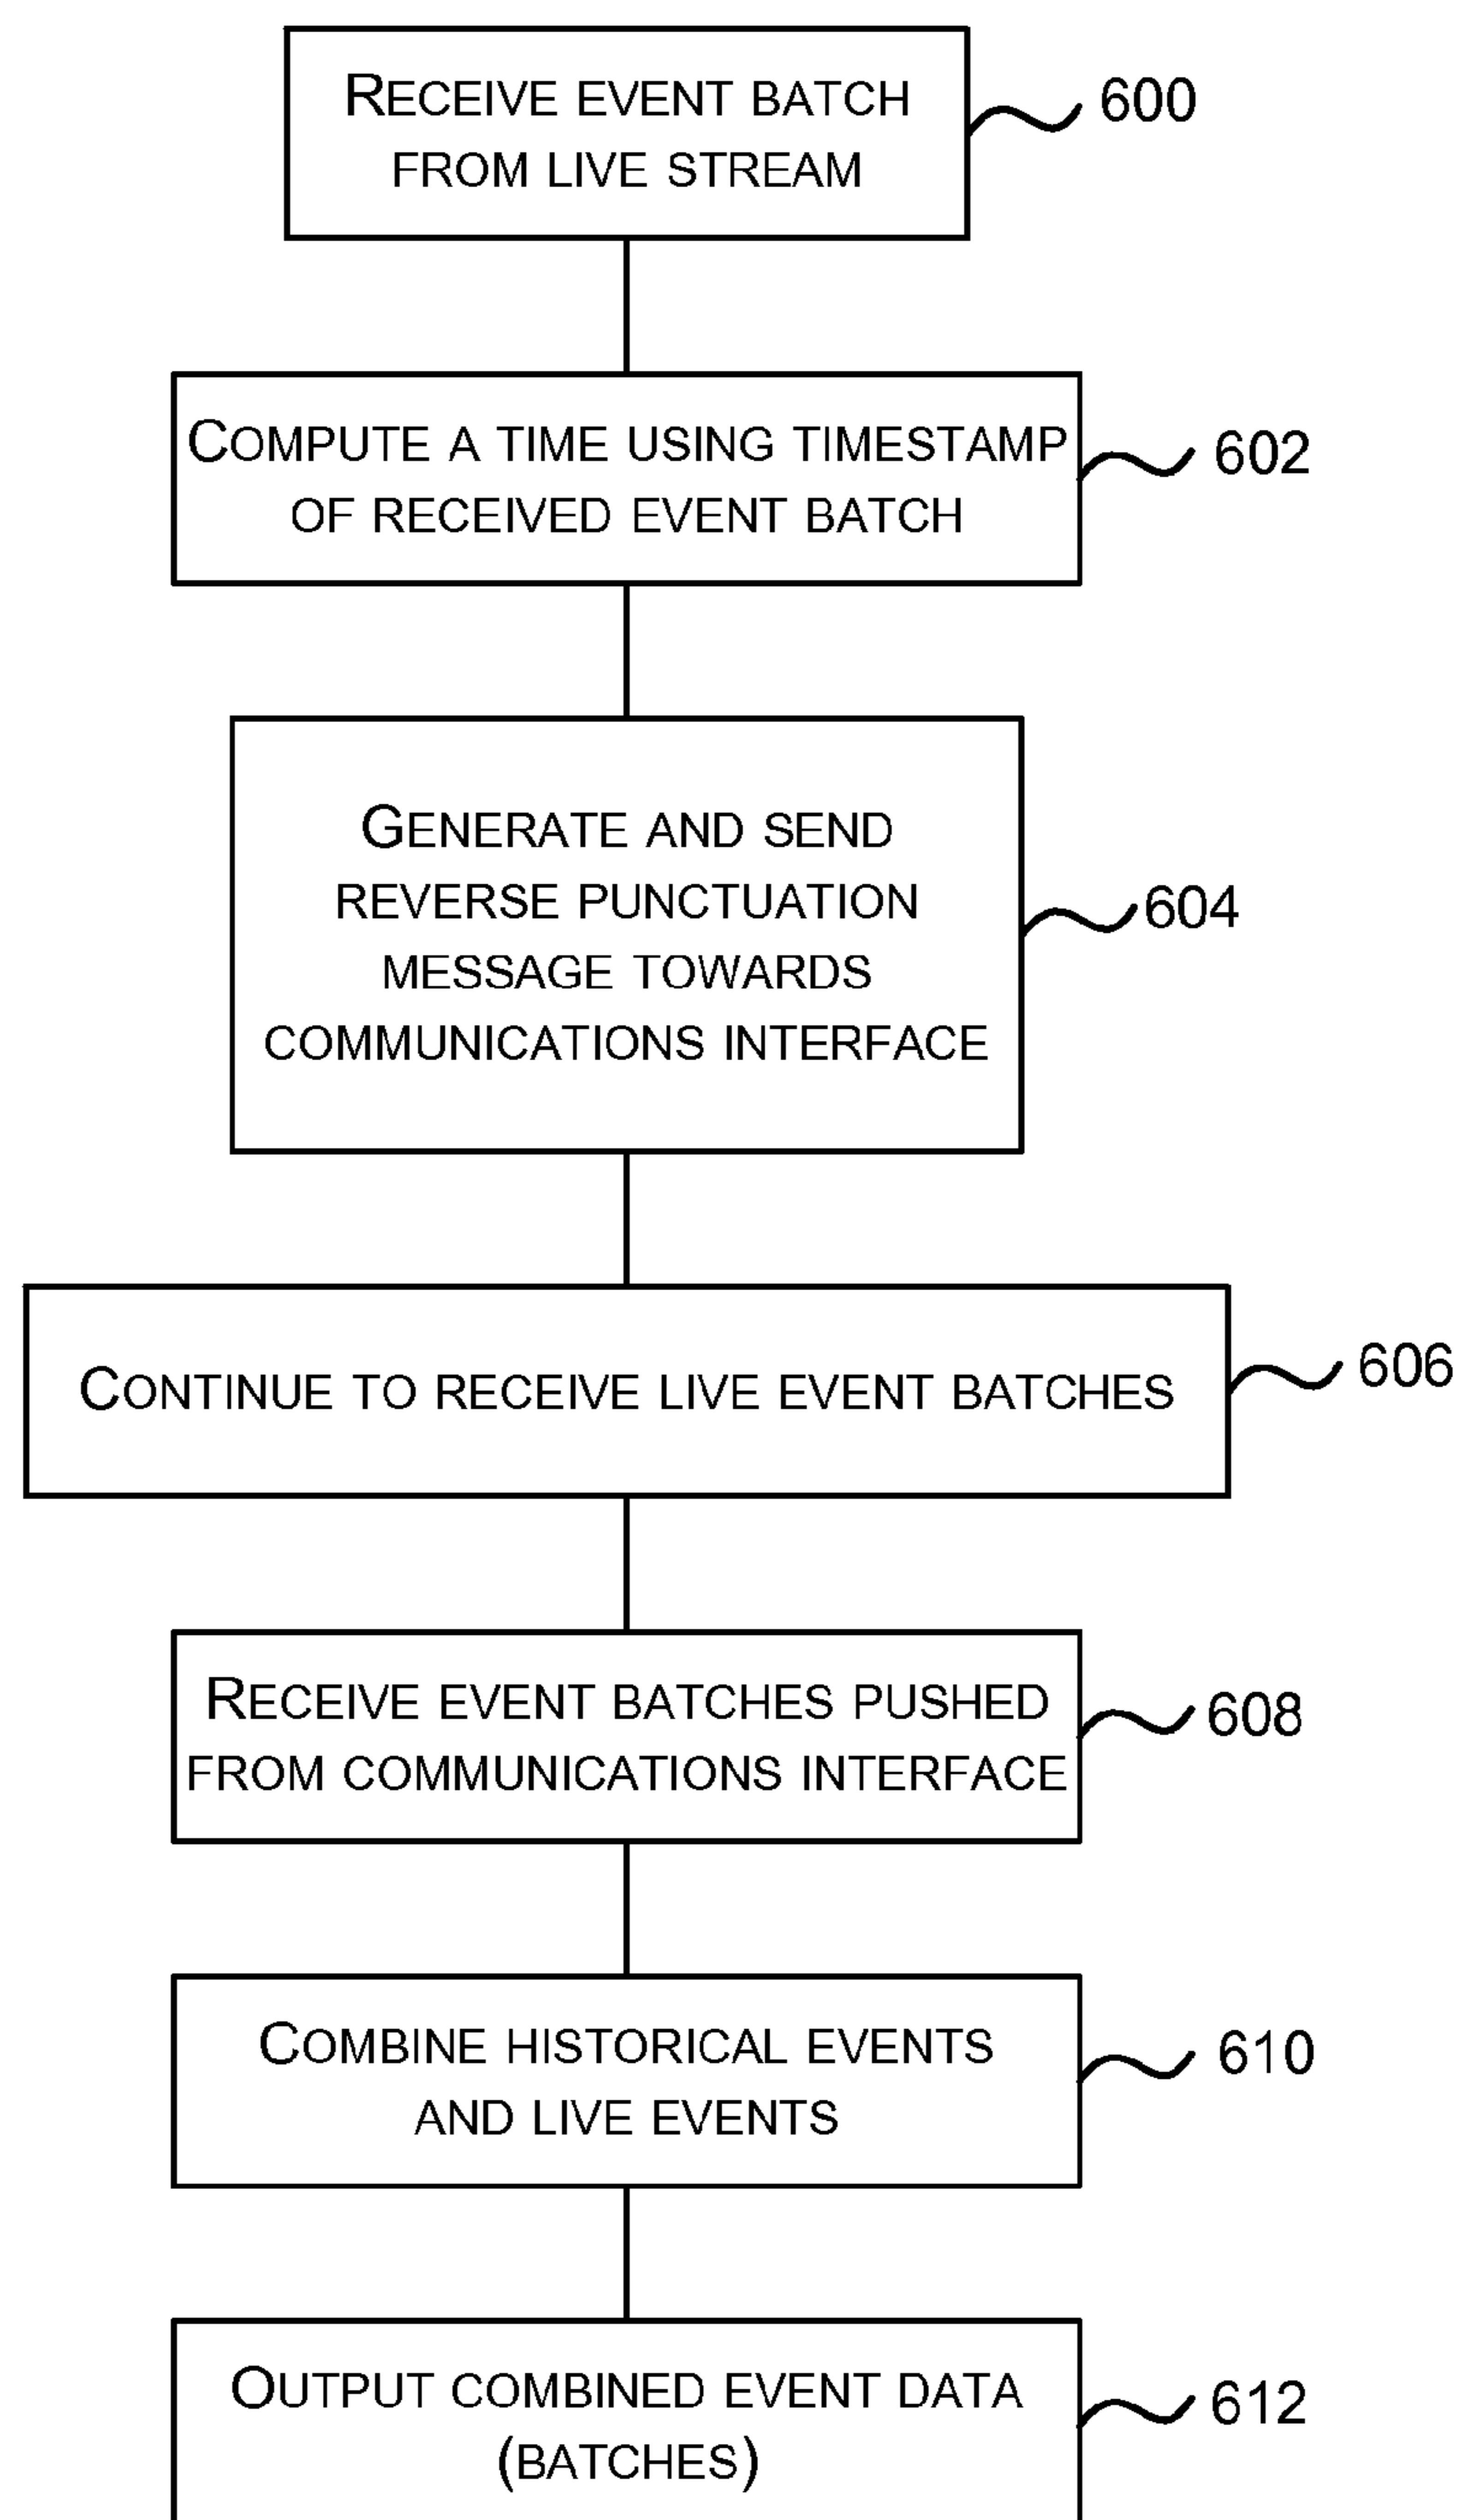 RECEIVE EVENT BATCH
FROM LIVE STREAM
600
COMPUTE A TIME USING TIMESTAMP
OF RECEIVED EVENT BATCH
602
GENERATE AND SEND
REVERSE PUNCTUATION
MESSAGE TOWARDS
COMMUNICATIONS INTERFACE
604
CONTINUE TO RECEIVE LIVE EVENT BATCHES
606
RECEIVE EVENT BATCHES PUSHED
FROM COMMUNICATIONS INTERFACE
608
COMBINE HISTORICAL EVENTS
AND LIVE EVENTS
610
OUTPUT COMBINED EVENT DATA
(BATCHES)
612